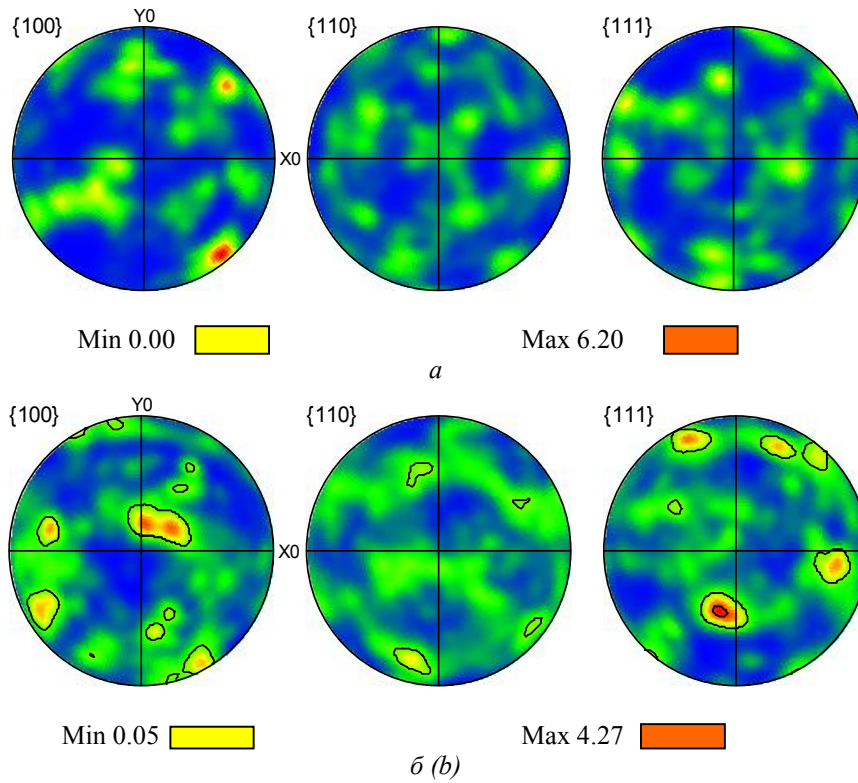 {100} Y0 {110} {111}
X0
Min 0.00 Max 6.20
а
{100} Y0 {110} {111}
X0
Min 0.05 Max 4.27
б (b)